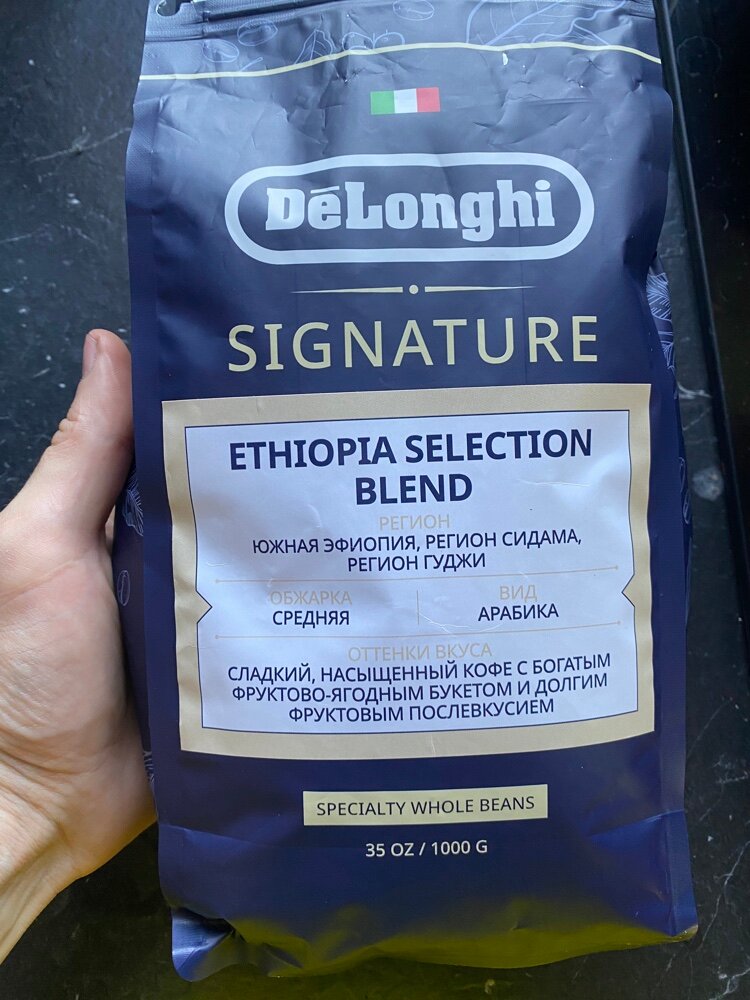 DēLonghi
SIGNATURE
ETHIOPIA SELECTION
BLEND
РЕГИОН
ЮЖНАЯ ЭФИОПИЯ, РЕГИОН СИДАМА,
РЕГИОН ГУДЖИ
ОБЖАРКА
СРЕДНЯЯ
ВИД
АРАБИКА
ОТТЕНКИ ВКУСА
СЛАДКИЙ, НАСЫЩЕННЫЙ КОФЕ С БОГАТЫМ
ФРУКТОВО-ЯГОДНЫМ БУКЕТОМ И ДОЛГИМ
ФРУКТОВЫМ ПОСЛЕВКУСИЕМ
SPECIALTY WHOLE BEANS
35 OZ / 1000 G